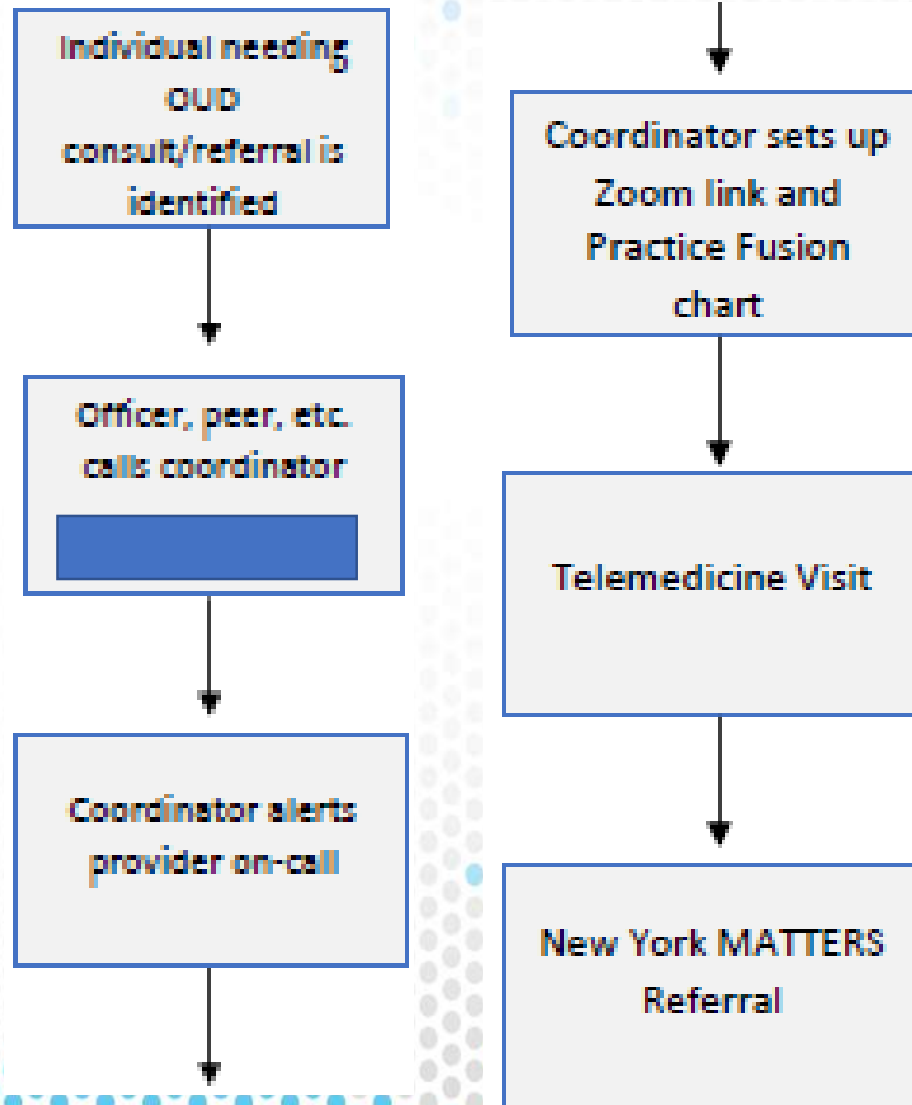 Individual needing
OUD
consult/referral is
identified
Officer, peer, etc.
calls coordinator
Coordinator alerts
provider on-call
Coordinator sets up
Zoom link and
Practice Fusion
chart
Telemedicine Visit
New York MATTERS
Referral